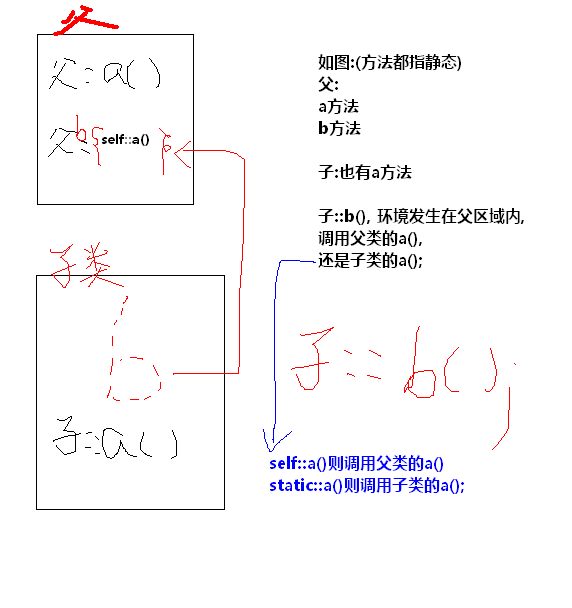 父
父::a()
父::b{ self::a() }
子类
b
子::a()
如图:(方法都指静态)
父:
a方法
b方法
子:也有a方法
子::b(), 环境发生在父区域内,
调用父类的a(),
还是子类的a();
子::b();
self::a()则调用父类的a()
static::a()则调用子类的a();